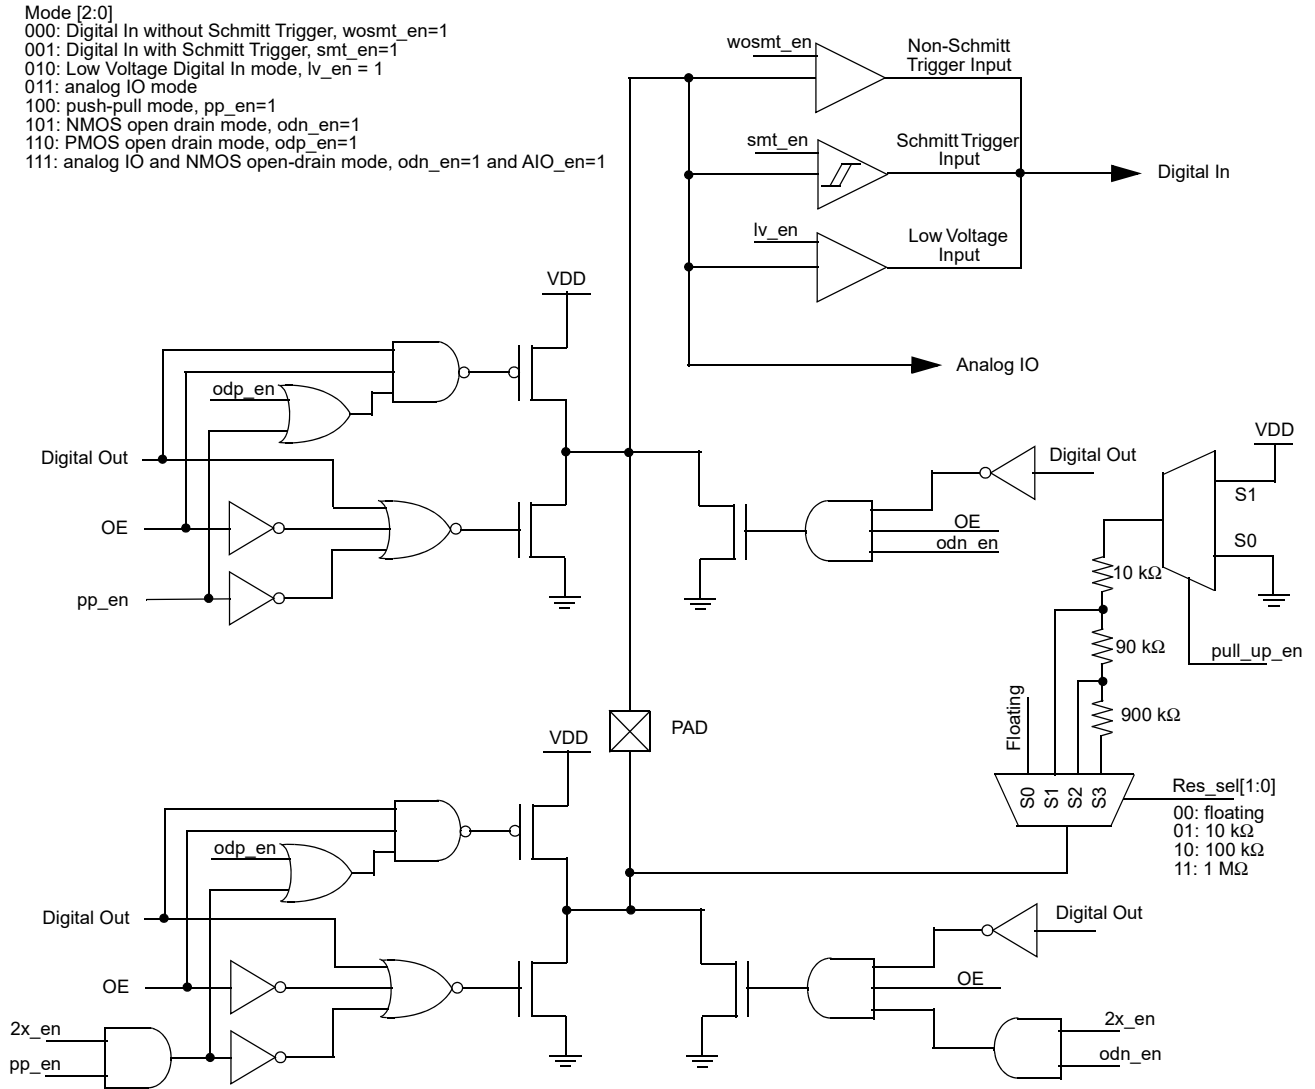 Mode [2:0]
000: Digital In without Schmitt Trigger, wosmt_en=1
001: Digital In with Schmitt Trigger, smt_en=1
010: Low Voltage Digital In mode, lv_en = 1
011: analog IO mode
100: push-pull mode, pp_en=1
101: NMOS open drain mode, odn_en=1
110: PMOS open drain mode, odp_en=1
111: analog IO and NMOS open-drain mode, odn_en=1 and AIO_en=1
wosmt_en
Non-Schmitt
Trigger Input
smt_en
Schmitt Trigger
Input
Digital In
lv_en
Low Voltage
Input
Analog IO
VDD
odp_en
Digital Out
OE
pp_en
Digital Out
OE
odn_en
VDD
S1
S0
10 kΩ
90 kΩ
900 kΩ
pull_up_en
Floating
S0
S1
S2
S3
Res_sel[1:0]
00: floating
01: 10 kΩ
10: 100 kΩ
11: 1 MΩ
PAD
VDD
odp_en
Digital Out
OE
2x_en
pp_en
Digital Out
OE
2x_en
odn_en